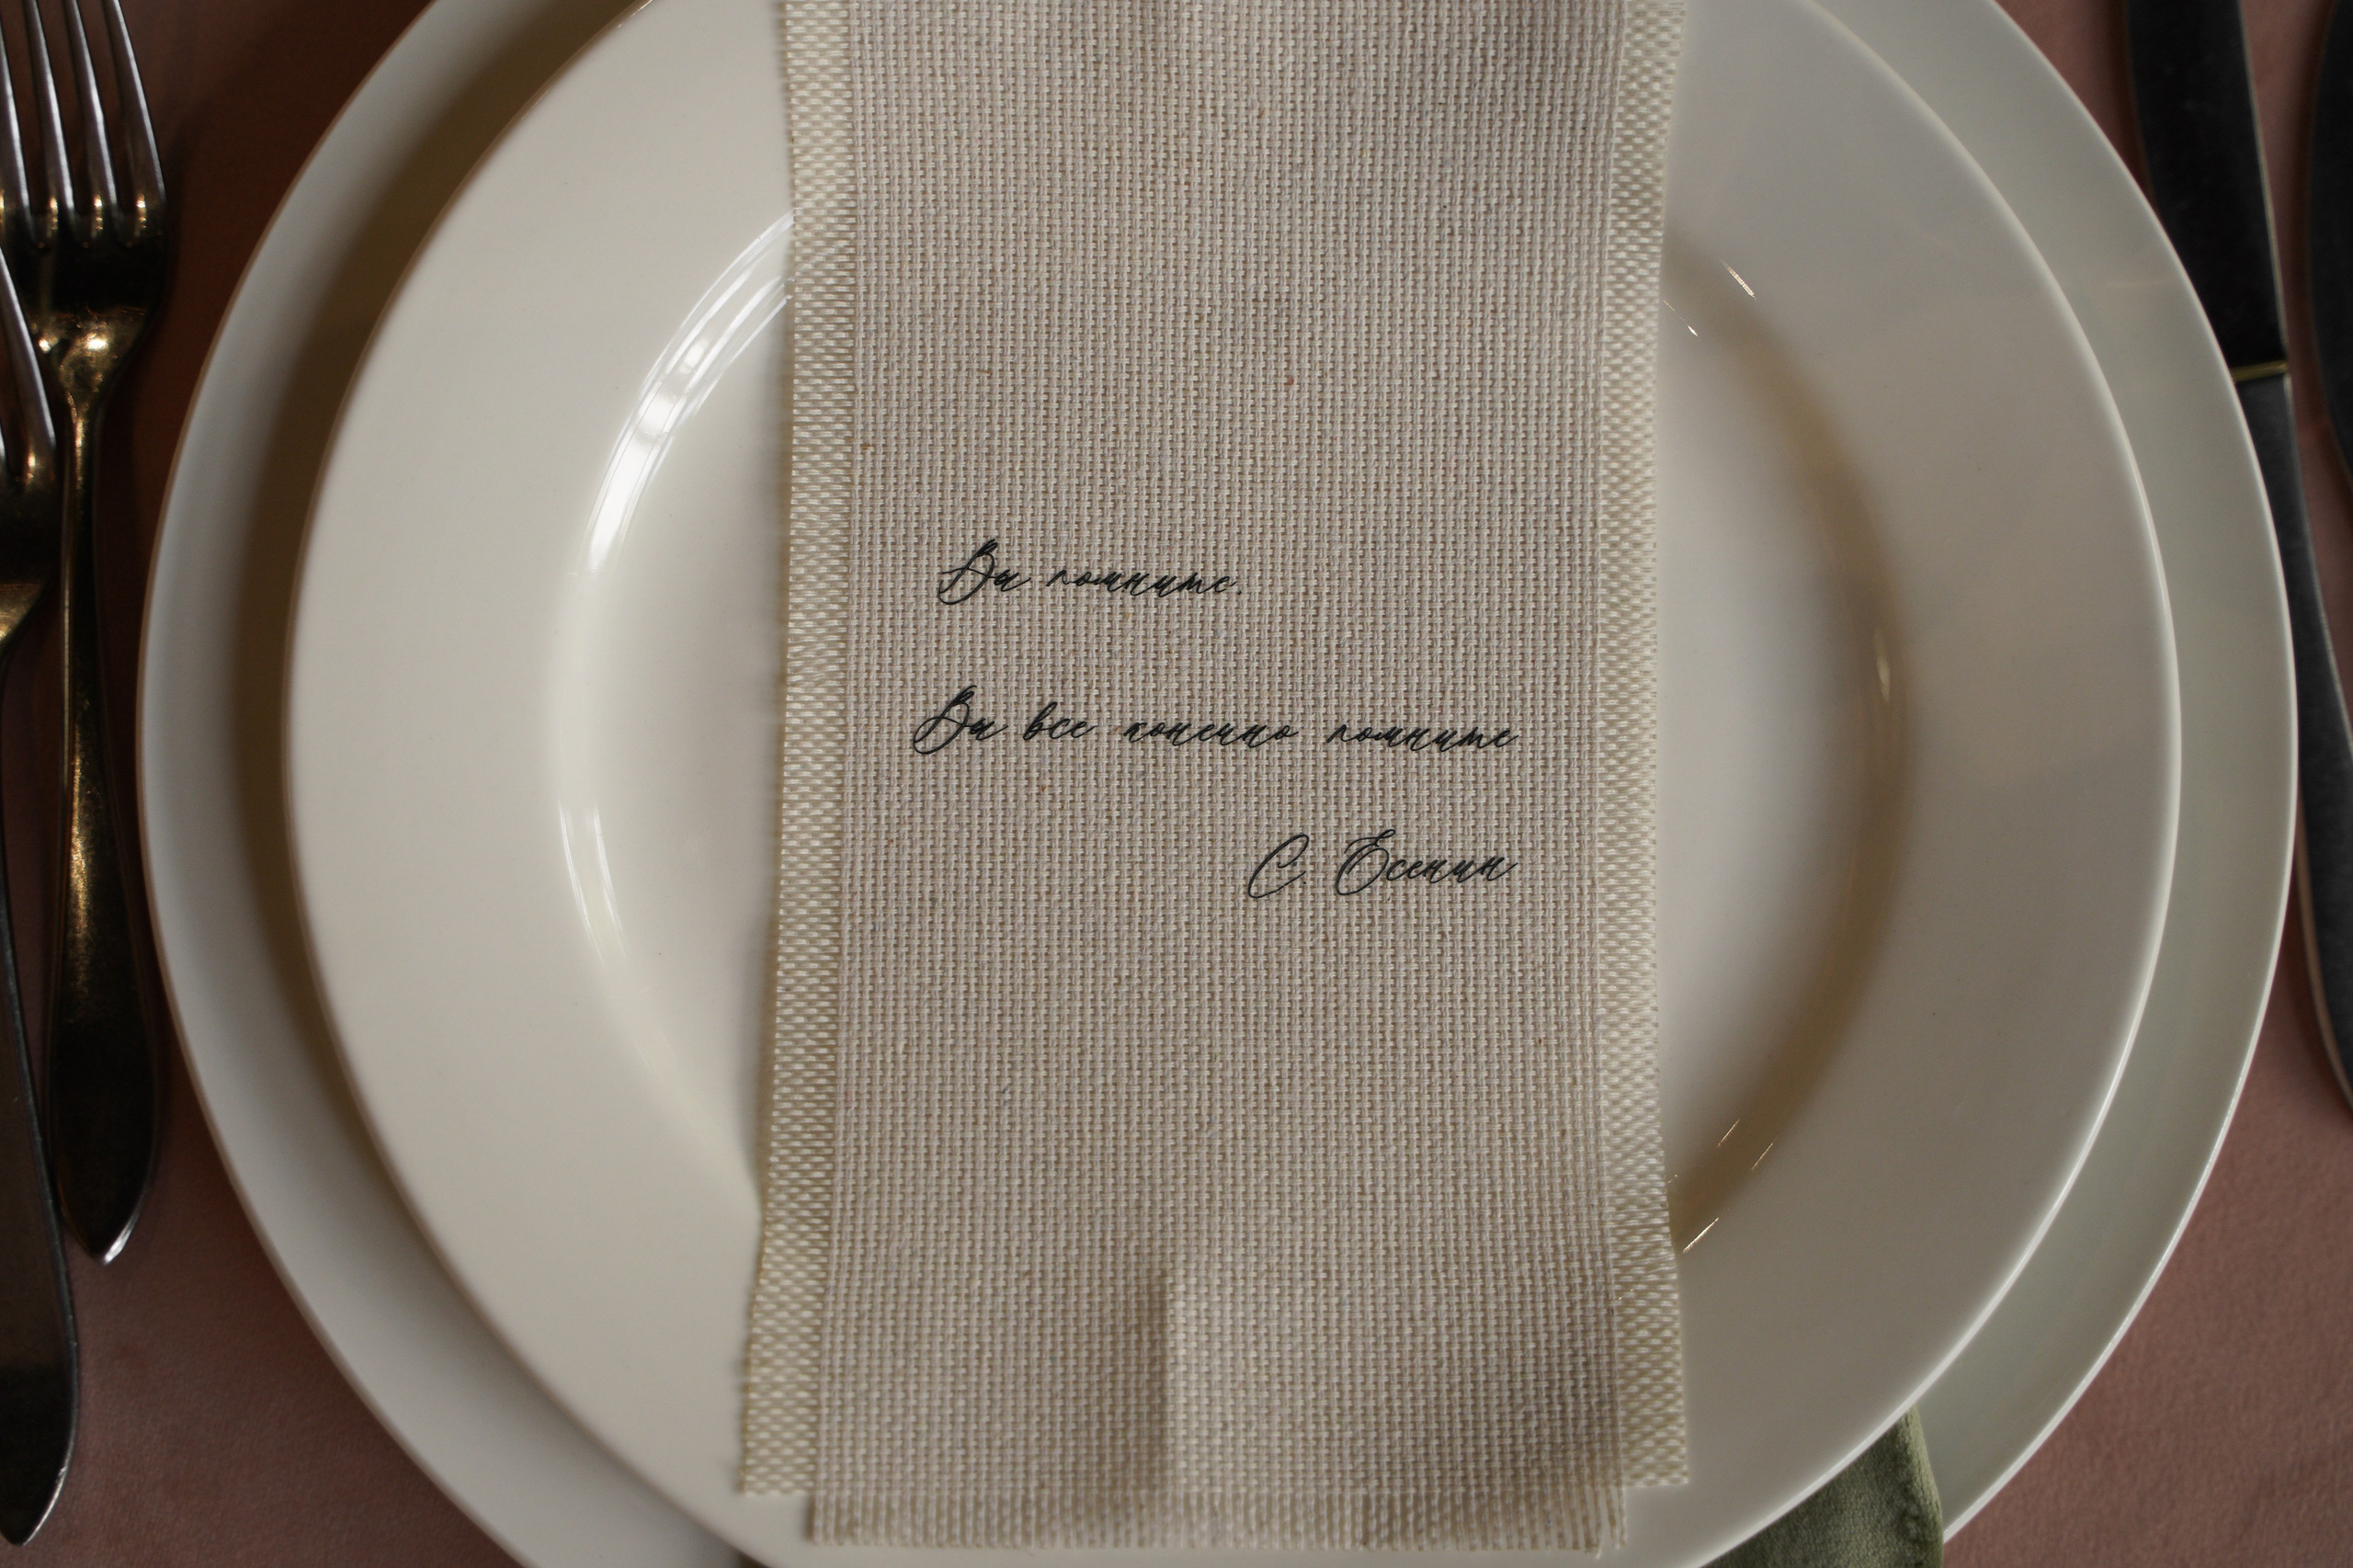 Вы помните.
Вы все конечно помните
С. Есенин